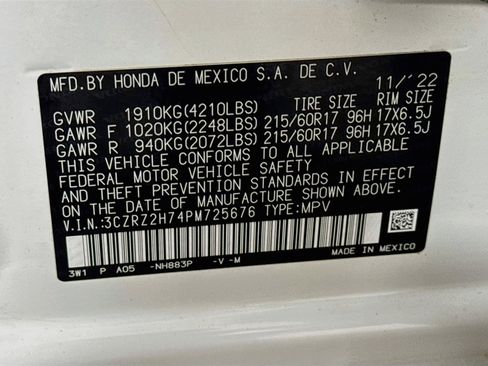 MFD. BY HONDA DE MEXICO S.A. DE C.V. 11/'22
TIRE SIZE RIM SIZE
GVWR 1910KG(4210LBS)
GAWR F 1020KG(2248LBS) 215/60R17 96H 17X6.5J
GAWR R 940KG(2072LBS) 215/60R17 96H 17X6.5J
THIS VEHICLE CONFORMS TO ALL APPLICABLE
FEDERAL MOTOR VEHICLE SAFETY
AND THEFT PREVENTION STANDARDS IN EFFECT
ON THE DATE OF MANUFACTURE SHOWN ABOVE.
V.I.N.:3CZRZ2H74PM725676 TYPE:MPV
3W1 P A05 -NH883P -V -M MADE IN MEXICO